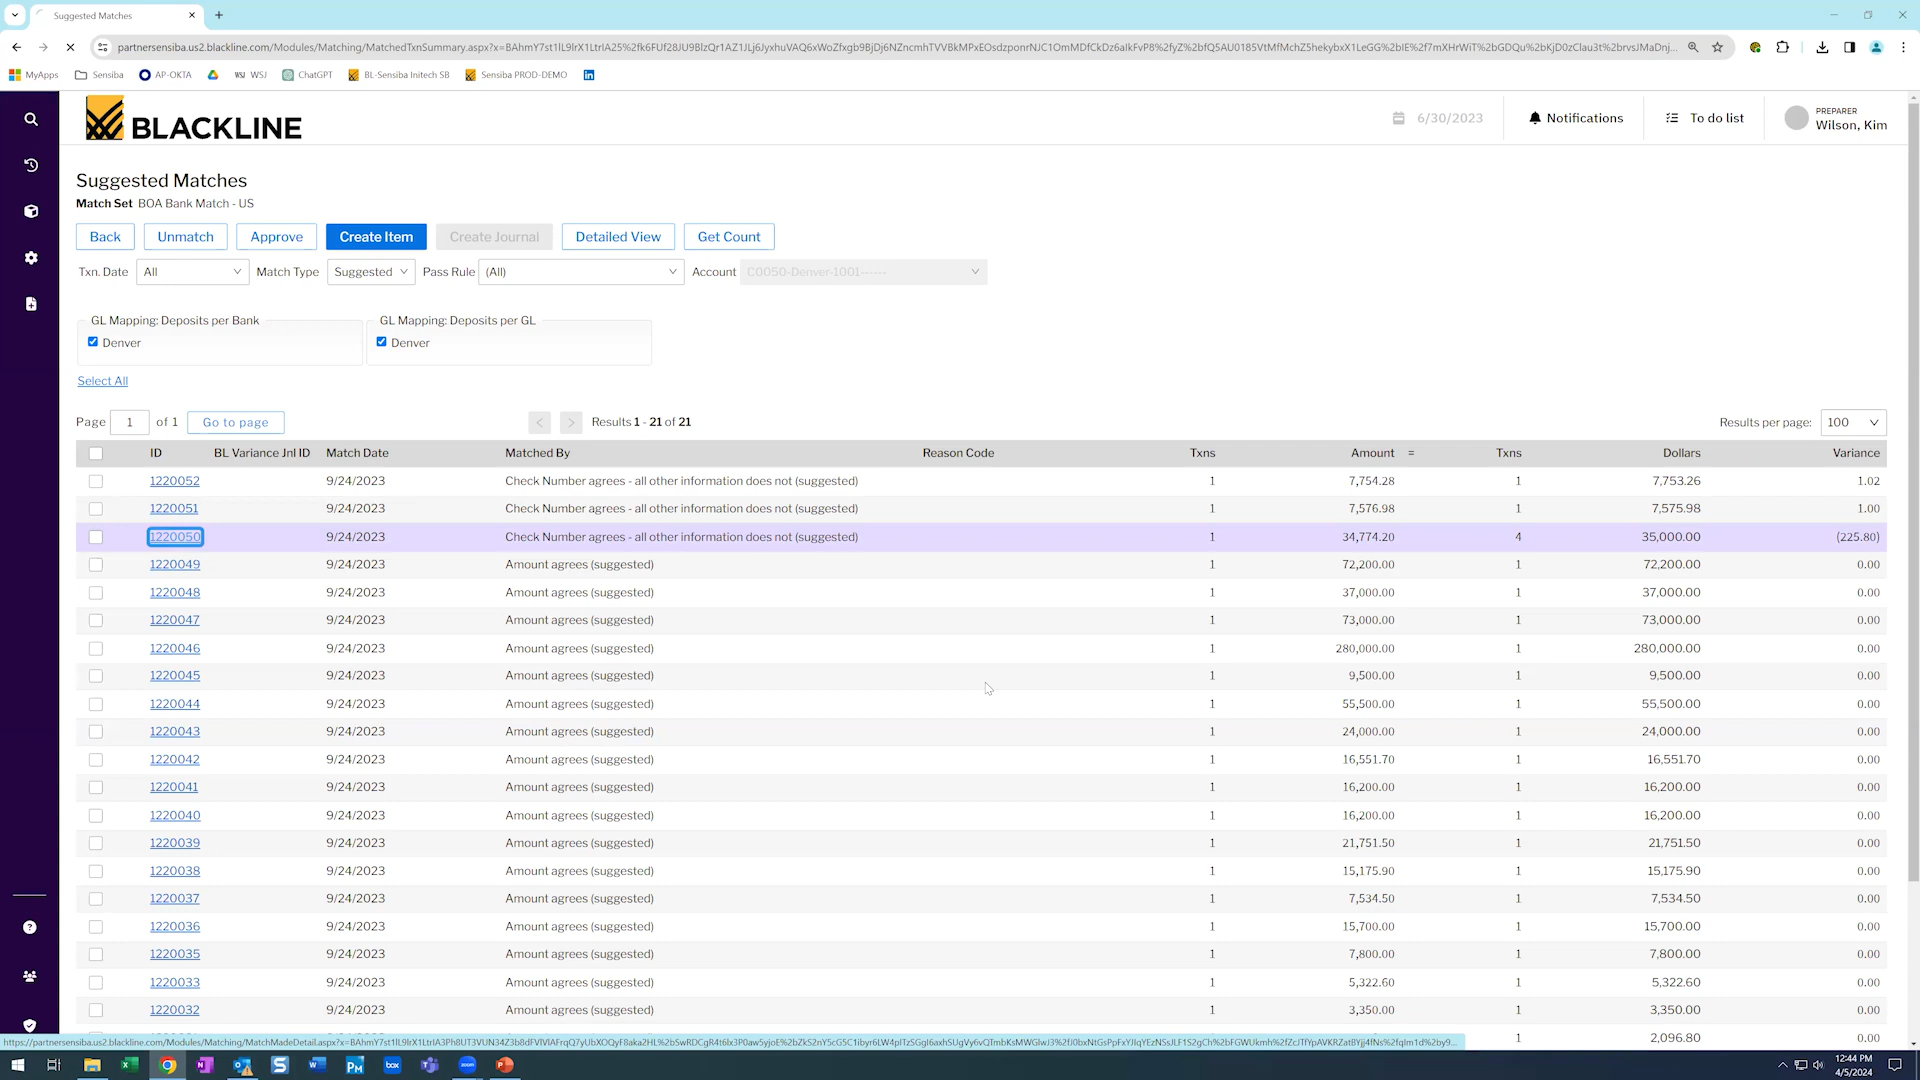 Suggested Matches
MyApps Sensiba AP-OKTA WSJ WSJ ChatGPT BL-Sensiba Initech SB Sensiba PROD-DEMO
BLACKLINE
6/30/2023
Notifications
To do list
PREPARER
Wilson, Kim
Suggested Matches
Match Set BOA Bank Match - US
Back Unmatch Approve Create Item Create Journal Detailed View Get Count
Txn. Date All Match Type Suggested Pass Rule (All) Account C0050-Denver-1001------
GL Mapping: Deposits per Bank GL Mapping: Deposits per GL
Denver Denver
Select All
Page 1 of 1 Go to page < > Results 1 - 21 of 21 Results per page: 100
ID BL Variance Jnl ID Match Date Matched By Reason Code Txns Amount = Txns Dollars Variance
1220052 9/24/2023 Check Number agrees - all other information does not (suggested) 1 7,754.28 1 7,753.26 1.02
1220051 9/24/2023 Check Number agrees - all other information does not (suggested) 1 7,576.98 1 7,575.98 1.00
1220050 9/24/2023 Check Number agrees - all other information does not (suggested) 1 34,774.20 4 35,000.00 (225.80)
1220049 9/24/2023 Amount agrees (suggested) 1 72,200.00 1 72,200.00 0.00
1220048 9/24/2023 Amount agrees (suggested) 1 37,000.00 1 37,000.00 0.00
1220047 9/24/2023 Amount agrees (suggested) 1 73,000.00 1 73,000.00 0.00
1220046 9/24/2023 Amount agrees (suggested) 1 280,000.00 1 280,000.00 0.00
1220045 9/24/2023 Amount agrees (suggested) 1 9,500.00 1 9,500.00 0.00
1220044 9/24/2023 Amount agrees (suggested) 1 55,500.00 1 55,500.00 0.00
1220043 9/24/2023 Amount agrees (suggested) 1 24,000.00 1 24,000.00 0.00
1220042 9/24/2023 Amount agrees (suggested) 1 16,551.70 1 16,551.70 0.00
1220041 9/24/2023 Amount agrees (suggested) 1 16,200.00 1 16,200.00 0.00
1220040 9/24/2023 Amount agrees (suggested) 1 16,200.00 1 16,200.00 0.00
1220039 9/24/2023 Amount agrees (suggested) 1 21,751.50 1 21,751.50 0.00
1220038 9/24/2023 Amount agrees (suggested) 1 15,175.90 1 15,175.90 0.00
1220037 9/24/2023 Amount agrees (suggested) 1 7,534.50 1 7,534.50 0.00
1220036 9/24/2023 Amount agrees (suggested) 1 15,700.00 1 15,700.00 0.00
1220035 9/24/2023 Amount agrees (suggested) 1 7,800.00 1 7,800.00 0.00
1220033 9/24/2023 Amount agrees (suggested) 1 5,322.60 1 5,322.60 0.00
1220032 9/24/2023 Amount agrees (suggested) 1 3,350.00 1 3,350.00 0.00
1 2,096.80 0.00
12:44 PM
4/5/2024